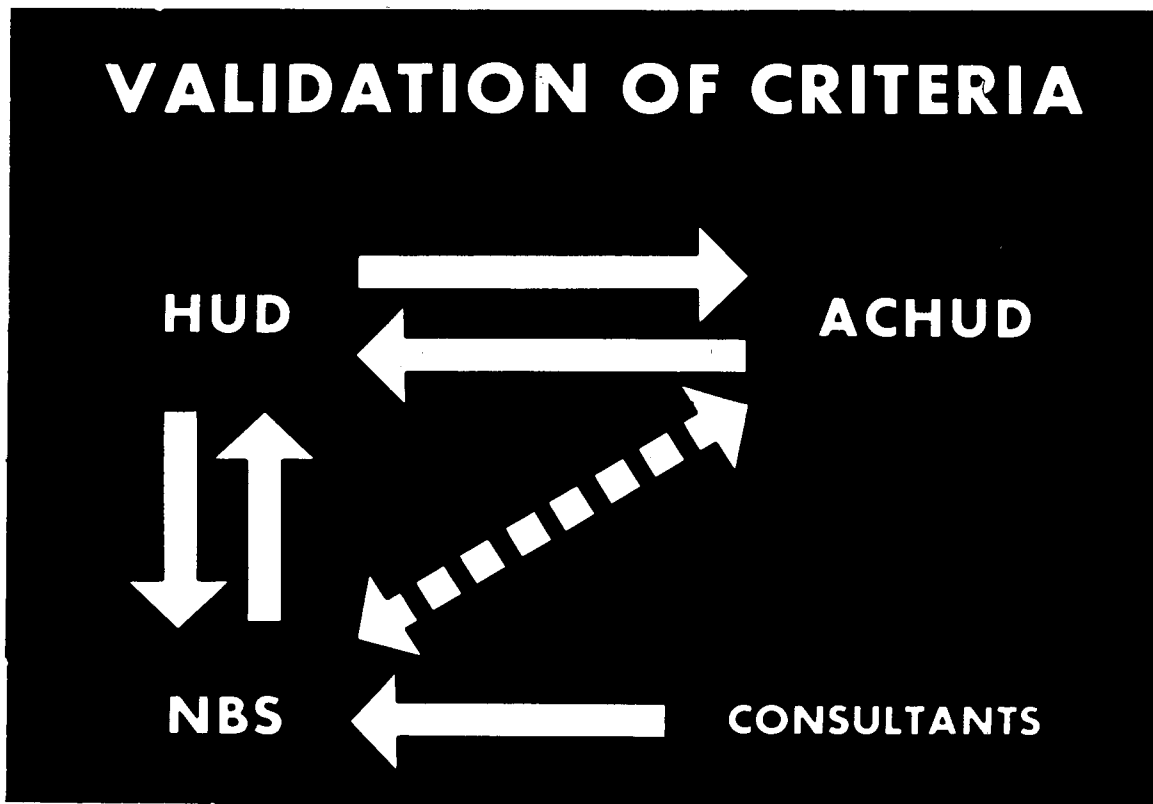 VALIDATION OF CRITERIA
HUD
ACHUD
NBS
CONSULTANTS